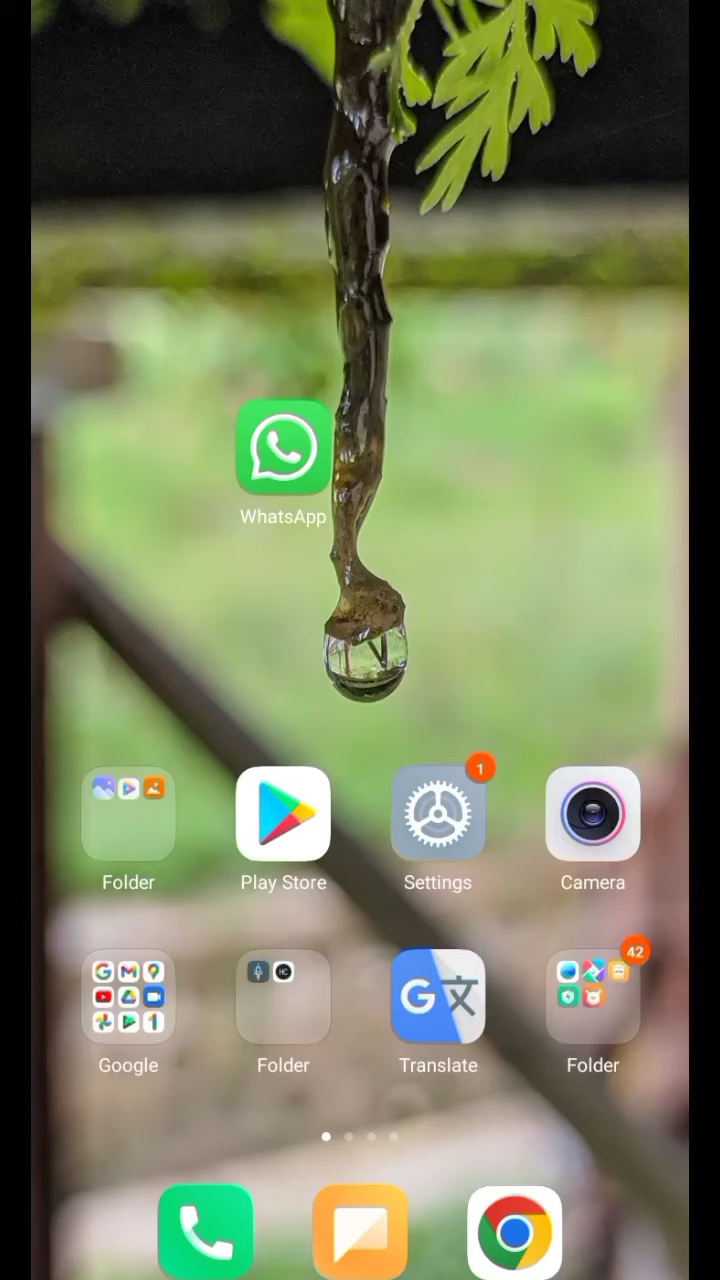 WhatsApp
1
Folder
Play Store
Settings
Camera
42
Google
Folder
Translate
Folder